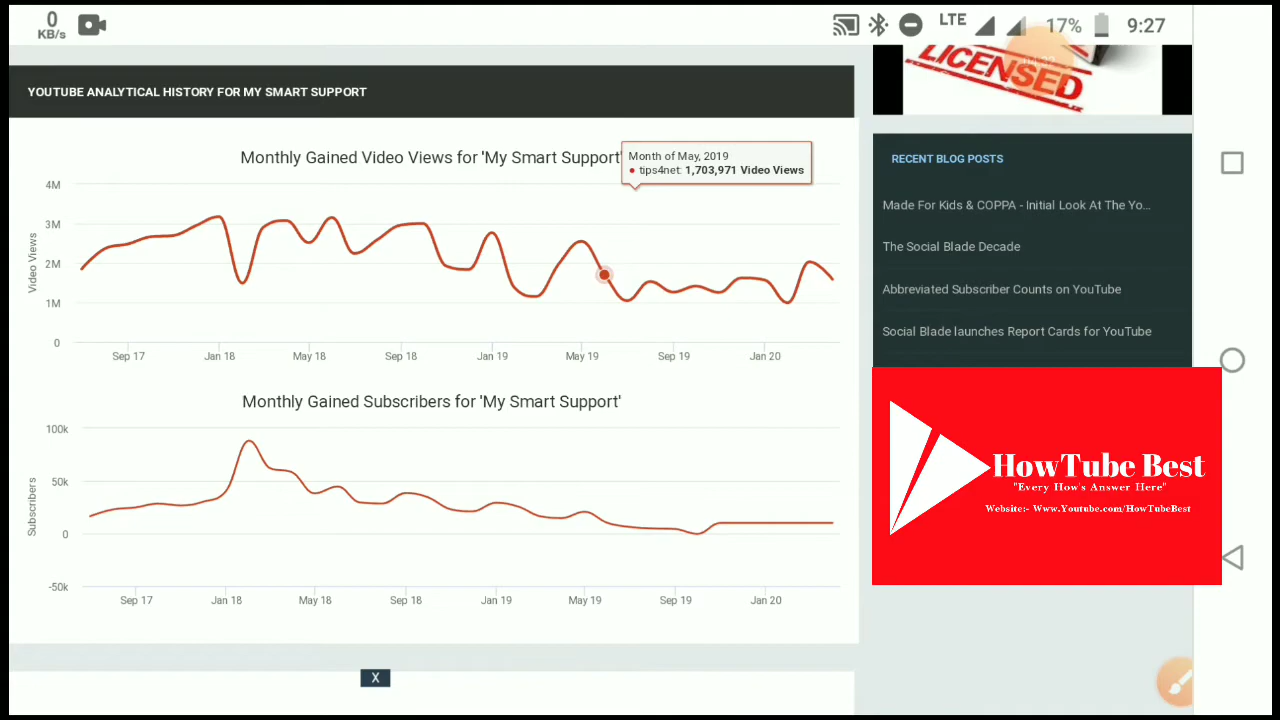 0
KB/s
LTE
17%
9:27
LICENSED
YOUTUBE ANALYTICAL HISTORY FOR MY SMART SUPPORT
Monthly Gained Video Views for 'My Smart Support'
Month of May, 2019
● tips4net: 1,703,971 Video Views
4M
3M
2M
1M
0
Video Views
Sep 17
Jan 18
May 18
Sep 18
Jan 19
May 19
Sep 19
Jan 20
Monthly Gained Subscribers for 'My Smart Support'
100k
50k
0
-50k
Subscribers
Sep 17
Jan 18
May 18
Sep 18
Jan 19
May 19
Sep 19
Jan 20
X
RECENT BLOG POSTS
Made For Kids & COPPA - Initial Look At The Yo...
The Social Blade Decade
Abbreviated Subscriber Counts on YouTube
Social Blade launches Report Cards for YouTube
HowTube Best
"Every How's Answer Here"
Website:- Www.Youtube.com/HowTubeBest